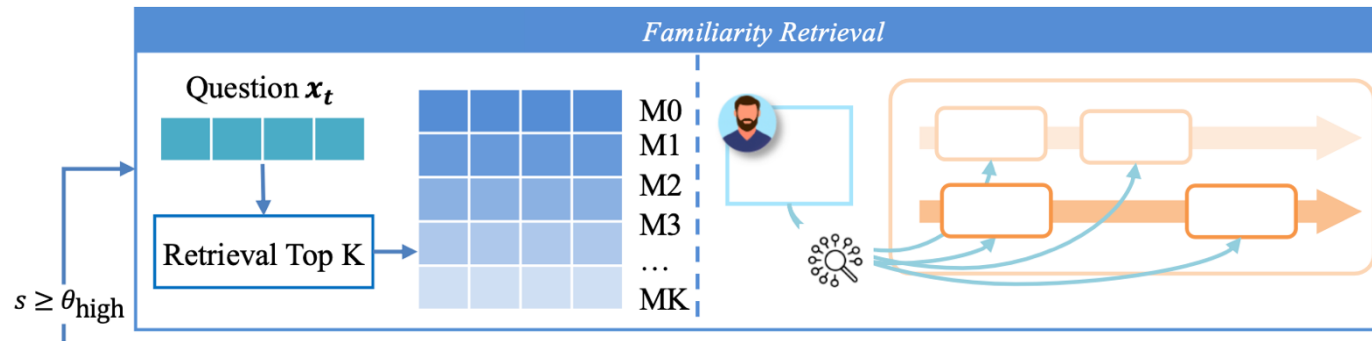 Familiarity Retrieval
Question x_t
Retrieval Top K
M0
M1
M2
M3
...
MK
s ≥ θ_high